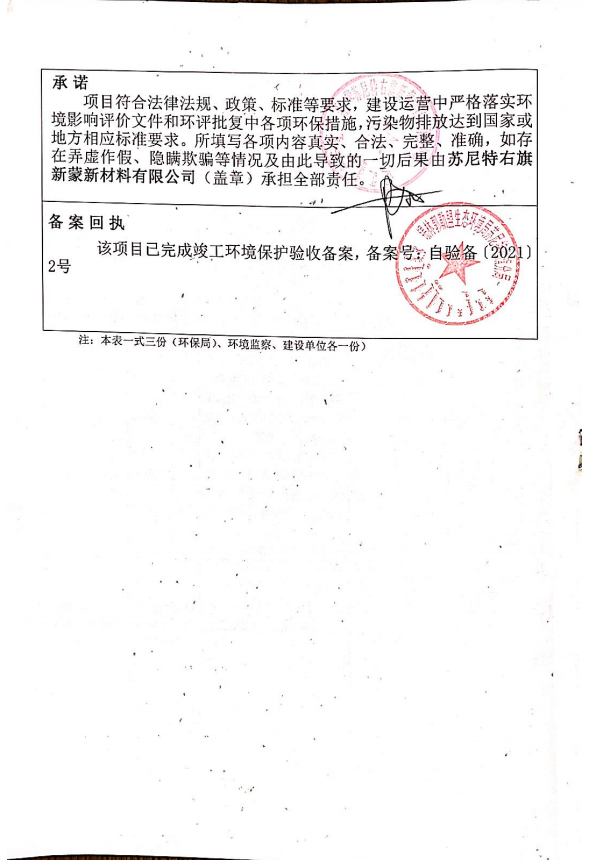 承诺
项目符合法律法规、政策、标准等要求，建设运营中严格落实环
境影响评价文件和环评批复中各项环保措施，污染物排放达到国家或
地方相应标准要求。所填写各项内容真实、合法、完整、准确，如存
在弄虚作假、隐瞒欺骗等情况及由此导致的一切后果由苏尼特右旗
新蒙新材料有限公司（盖章）承担全部责任。
备案回执
该项目已完成竣工环境保护验收备案，备案号：自验备〔2021〕
2号
注：本表一式三份（环保局）、环境监察、建设单位各一份）